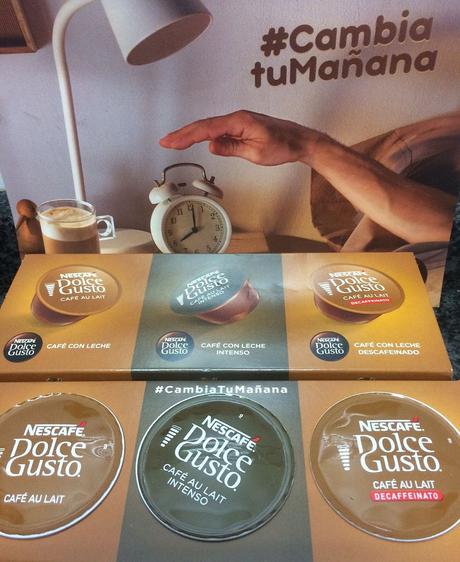 #Cambia
tuMañana
NESCAFÉ
Dolce
Gusto
CAFÉ AU LAIT
NESCAFÉ
Dolce
Gusto
CAFÉ AU LAIT
INTENSO
NESCAFÉ
Dolce
Gusto
CAFÉ AU LAIT
DECAFFEINATO
NESCAFÉ
Dolce
Gusto
CAFÉ CON LECHE
NESCAFÉ
Dolce
Gusto
CAFÉ CON LECHE
INTENSO
NESCAFÉ
Dolce
Gusto
CAFÉ CON LECHE
DESCAFEINADO
#CambiaTuMañana
NESCAFÉ
Dolce
Gusto
CAFÉ AU LAIT
NESCAFÉ
Dolce
Gusto
CAFÉ AU LAIT
INTENSO
NESCAFÉ
Dolce
Gusto
CAFÉ AU LAIT
DECAFFEINATO